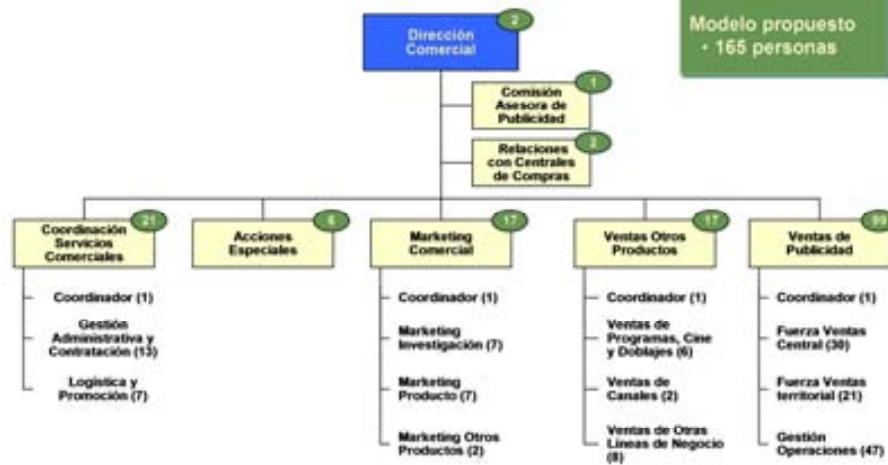 Modelo propuesto
• 165 personas
2
Dirección
Comercial
1
Comisión
Asesora de
Publicidad
2
Relaciones
con Centrales
de Compras
21
Coordinación
Servicios
Comerciales
Coordinador (1)
Gestión
Administrativa y
Contratación (13)
Logística y
Promoción (7)
6
Acciones
Especiales
17
Marketing
Comercial
Coordinador (1)
Marketing
Investigación (7)
Marketing
Producto (7)
Marketing Otros
Productos (2)
17
Ventas Otros
Productos
Coordinador (1)
Ventas de
Programas, Cine
y Doblajes (6)
Ventas de
Canales (2)
Ventas de Otras
Líneas de Negocio
(8)
99
Ventas de
Publicidad
Coordinador (1)
Fuerza Ventas
Central (30)
Fuerza Ventas
territorial (21)
Gestión
Operaciones (47)